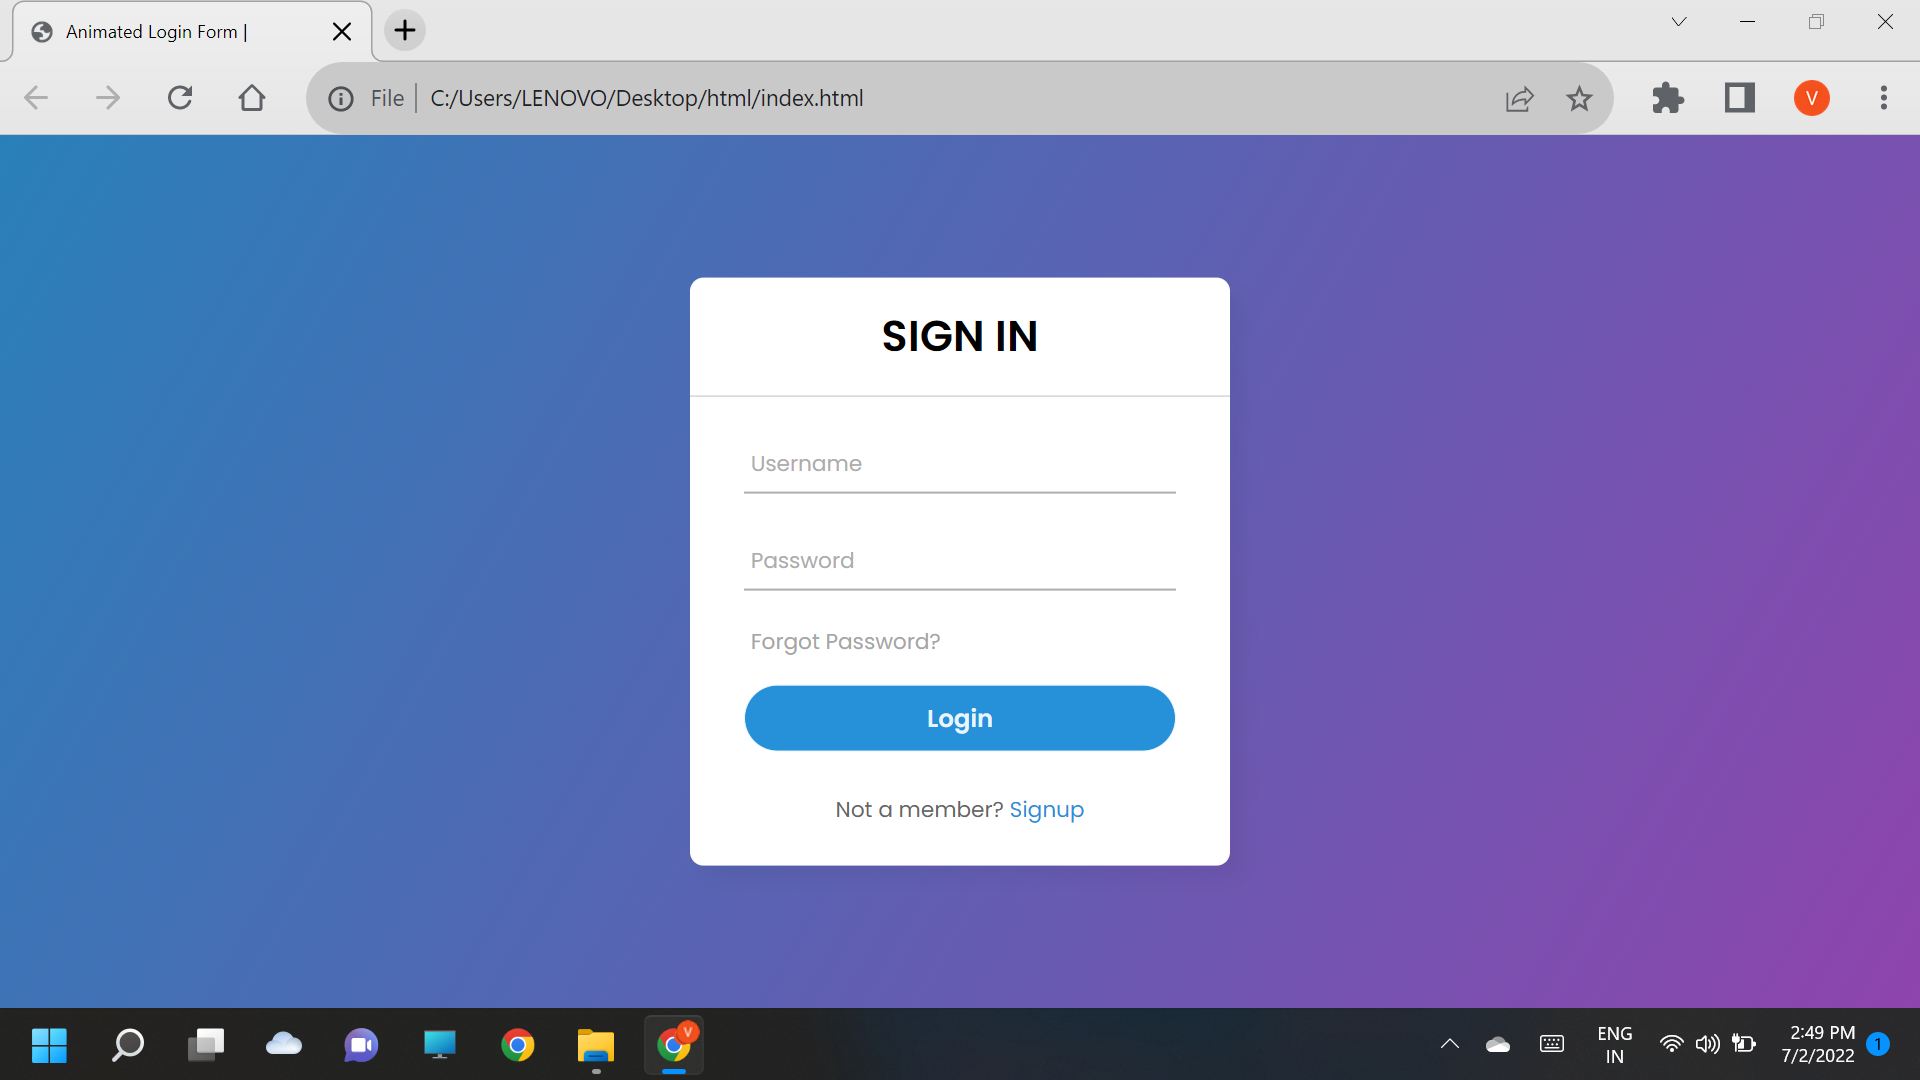 Animated Login Form |
File | C:/Users/LENOVO/Desktop/html/index.html
V
SIGN IN
Username
Password
Forgot Password?
Login
Not a member? Signup
V
ENG
IN
2:49 PM
7/2/2022
1